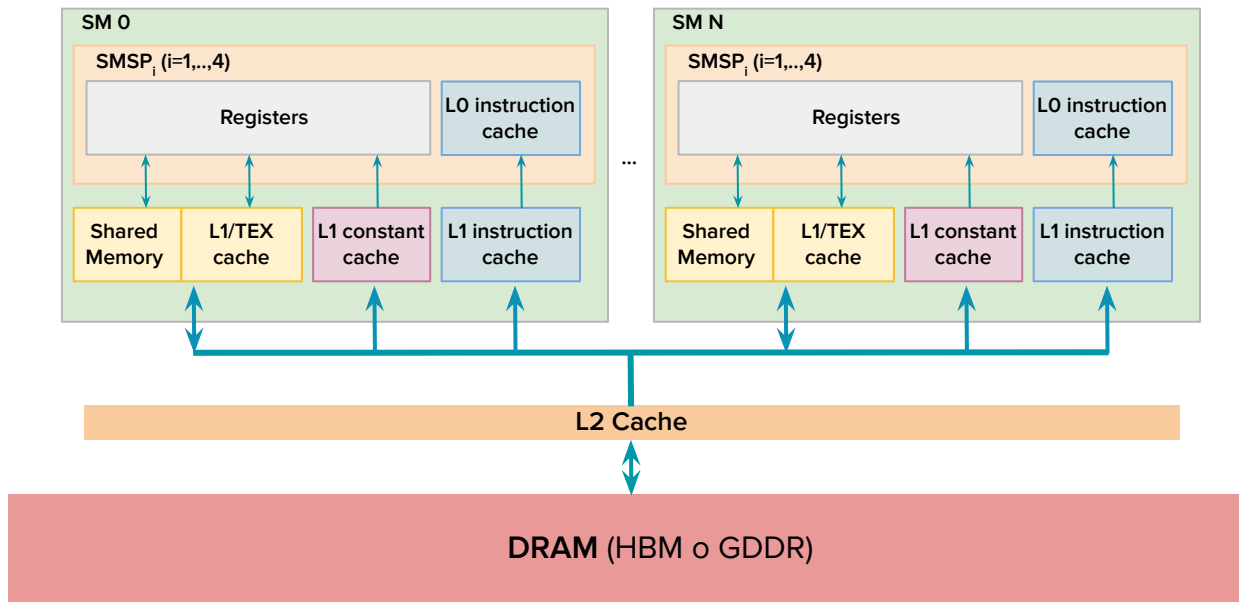 SM 0
SMSPi (i=1,..,4)
Registers
L0 instruction
cache
Shared
Memory
L1/TEX
cache
L1 constant
cache
L1 instruction
cache
...
SM N
SMSPi (i=1,..,4)
Registers
L0 instruction
cache
Shared
Memory
L1/TEX
cache
L1 constant
cache
L1 instruction
cache
L2 Cache
DRAM (HBM o GDDR)